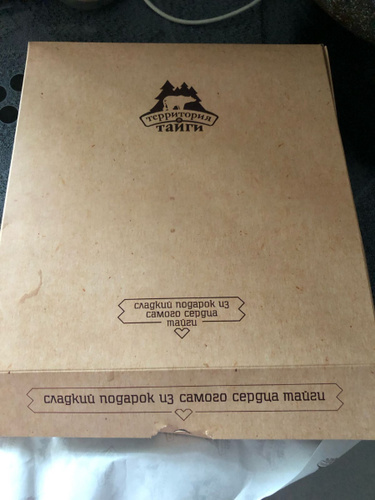 территория
тайги
сладкий подарок из
самого сердца
тайги
сладкий подарок из самого сердца тайги